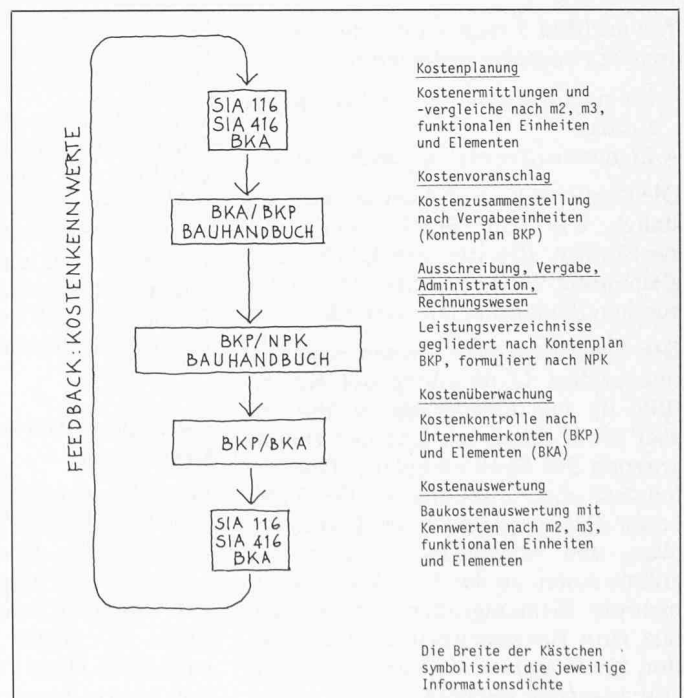 FEEDBACK: KOSTENKENNWERTE
SIA 116
SIA 416
BKA
Kostenplanung
Kostenermittlungen und
-vergleiche nach m2, m3,
funktionalen Einheiten
und Elementen
BKA/BKP
BAUHANDBUCH
Kostenvoranschlag
Kostenzusammenstellung
nach Vergabeeinheiten
(Kontenplan BKP)
BKP/NPK
BAUHANDBUCH
Ausschreibung, Vergabe,
Administration,
Rechnungswesen
Leistungsverzeichnisse
gegliedert nach Kontenplan
BKP, formuliert nach NPK
BKP/BKA
Kostenüberwachung
Kostenkontrolle nach
Unternehmerkonten (BKP)
und Elementen (BKA)
SIA 116
SIA 416
BKA
Kostenauswertung
Baukostenauswertung mit
Kennwerten nach m2, m3,
funktionalen Einheiten
und Elementen
Die Breite der Kästchen
symbolisiert die jeweilige
Informationsdichte